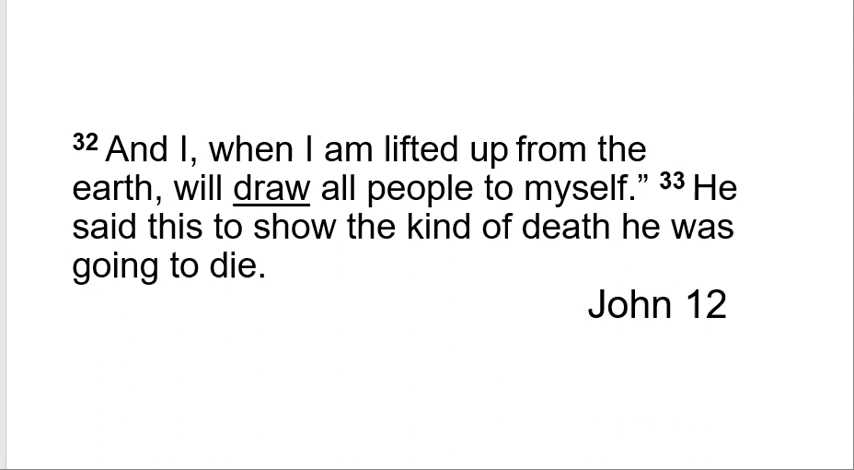 32 And I, when I am lifted up from the
earth, will draw all people to myself.” 33 He
said this to show the kind of death he was
going to die.
John 12